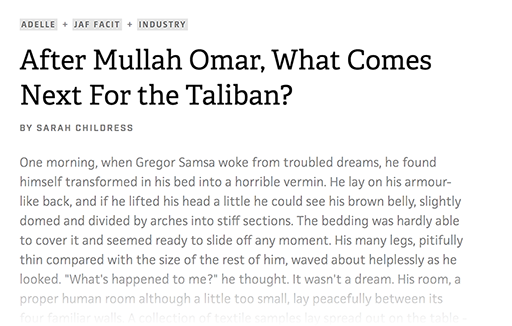 ADELLE + JAF FACIT + INDUSTRY
After Mullah Omar, What Comes
Next For the Taliban?
BY SARAH CHILDRESS
One morning, when Gregor Samsa woke from troubled dreams, he found
himself transformed in his bed into a horrible vermin. He lay on his armour-
like back, and if he lifted his head a little he could see his brown belly, slightly
domed and divided by arches into stiff sections. The bedding was hardly able
to cover it and seemed ready to slide off any moment. His many legs, pitifully
thin compared with the size of the rest of him, waved about helplessly as he
looked. "What's happened to me?" he thought. It wasn't a dream. His room, a
proper human room although a little too small, lay peacefully between its
four familiar walls. A collection of textile samples lay spread out on the table -